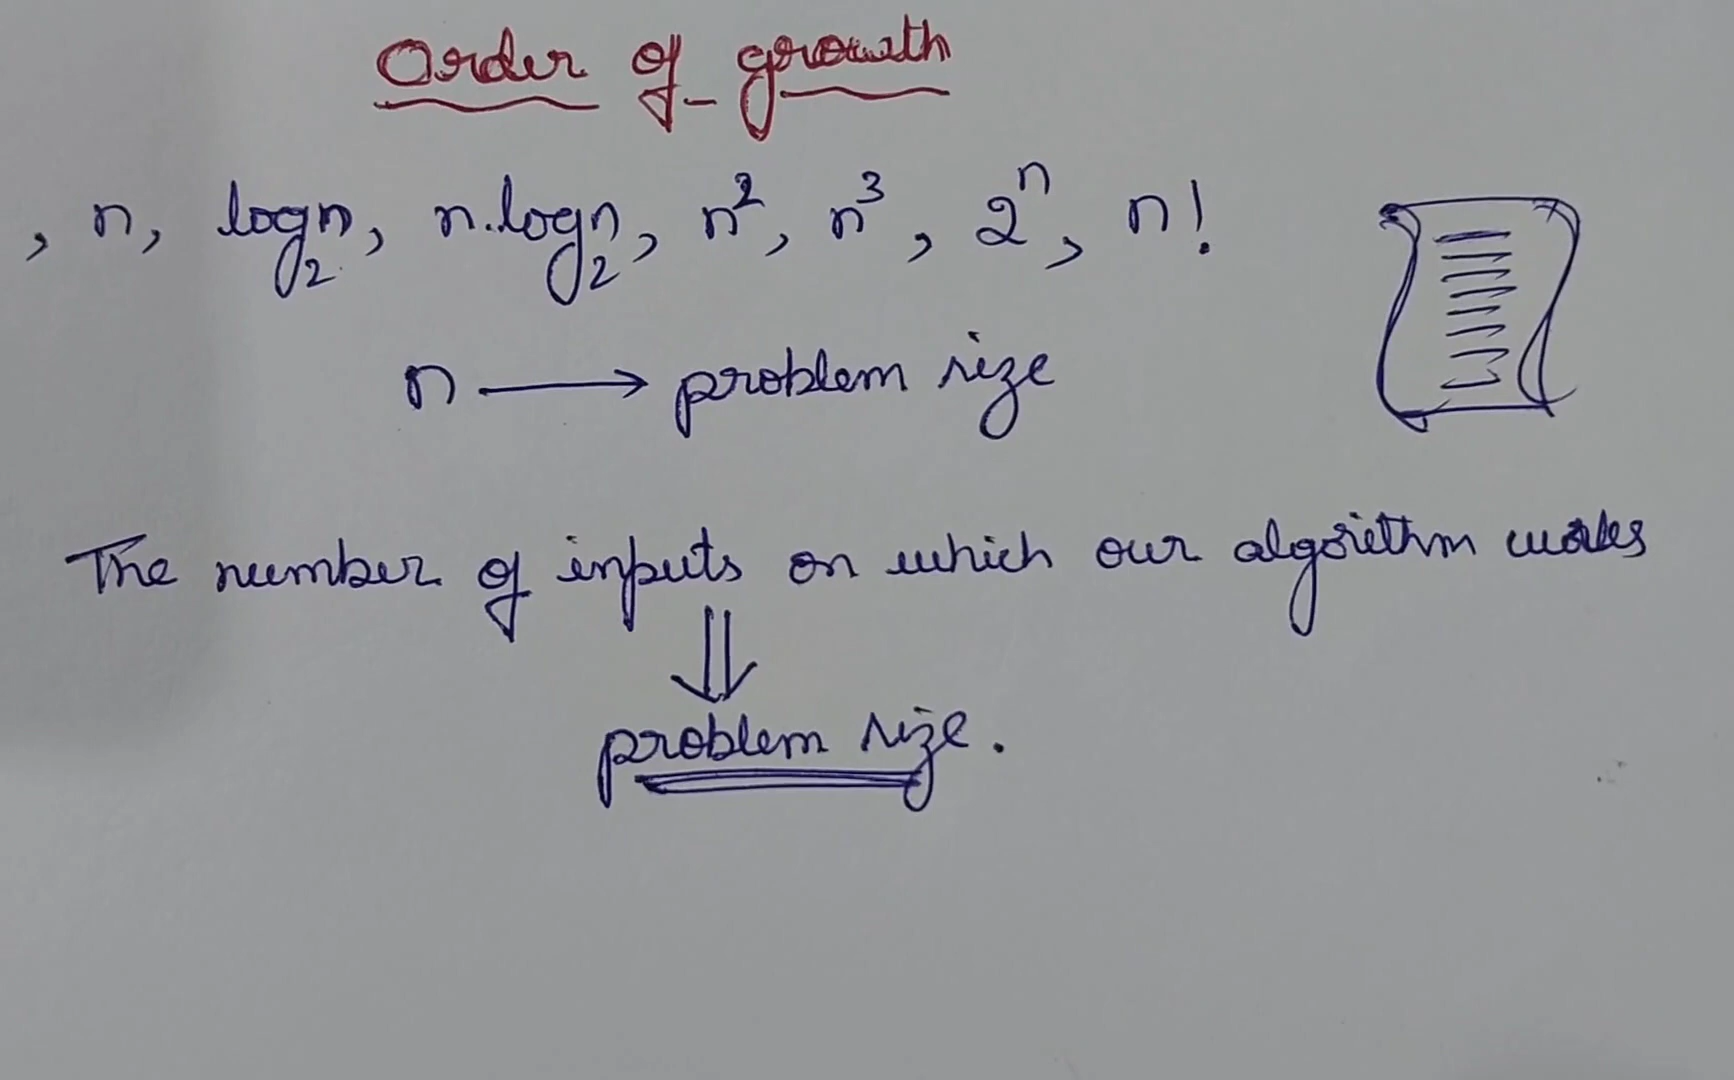 Order of growth
, n, log₂n, n.log₂n, n², n³, 2ⁿ, n!
n ⟶ problem size
The number of inputs on which our algorithm works
⇓
problem size.